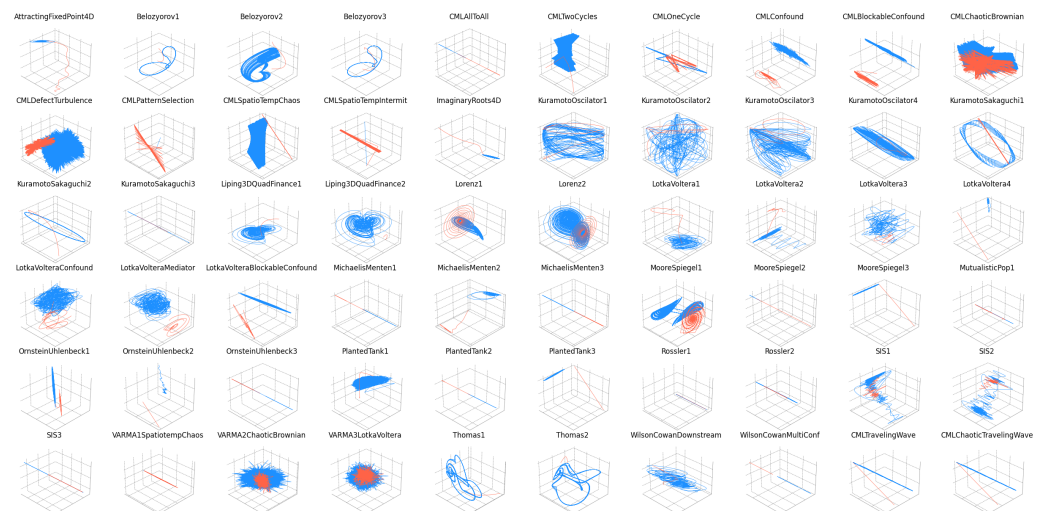 AttractingFixedPoint4D Belozyorov1 Belozyorov2 Belozyorov3 CMLAllToAll CMLTwoCycles CMLOneCycle CMLConfound CMLBlockableConfound CMLChaoticBrownian
CMLDefectTurbulence CMLPatternSelection CMLSpatioTempChaos CMLSpatioTempIntermit ImaginaryRoots4D KuramotoOscilator1 KuramotoOscilator2 KuramotoOscilator3 KuramotoOscilator4 KuramotoSakaguchi1
KuramotoSakaguchi2 KuramotoSakaguchi3 Liping3DQuadFinance1 Liping3DQuadFinance2 Lorenz1 Lorenz2 LotkaVoltera1 LotkaVoltera2 LotkaVoltera3 LotkaVoltera4
LotkaVolteraConfound LotkaVolteraMediator LotkaVolteraBlockableConfound MichaelisMenten1 MichaelisMenten2 MichaelisMenten3 MooreSpiegel1 MooreSpiegel2 MooreSpiegel3 MutualisticPop1
OrnsteinUhlenbeck1 OrnsteinUhlenbeck2 OrnsteinUhlenbeck3 PlantedTank1 PlantedTank2 PlantedTank3 Rossler1 Rossler2 SIS1 SIS2
SIS3 VARMA1SpatiotempChaos VARMA2ChaoticBrownian VARMA3LotkaVoltera Thomas1 Thomas2 WilsonCowanDownstream WilsonCowanMultiConf CMLTravelingWave CMLChaoticTravelingWave